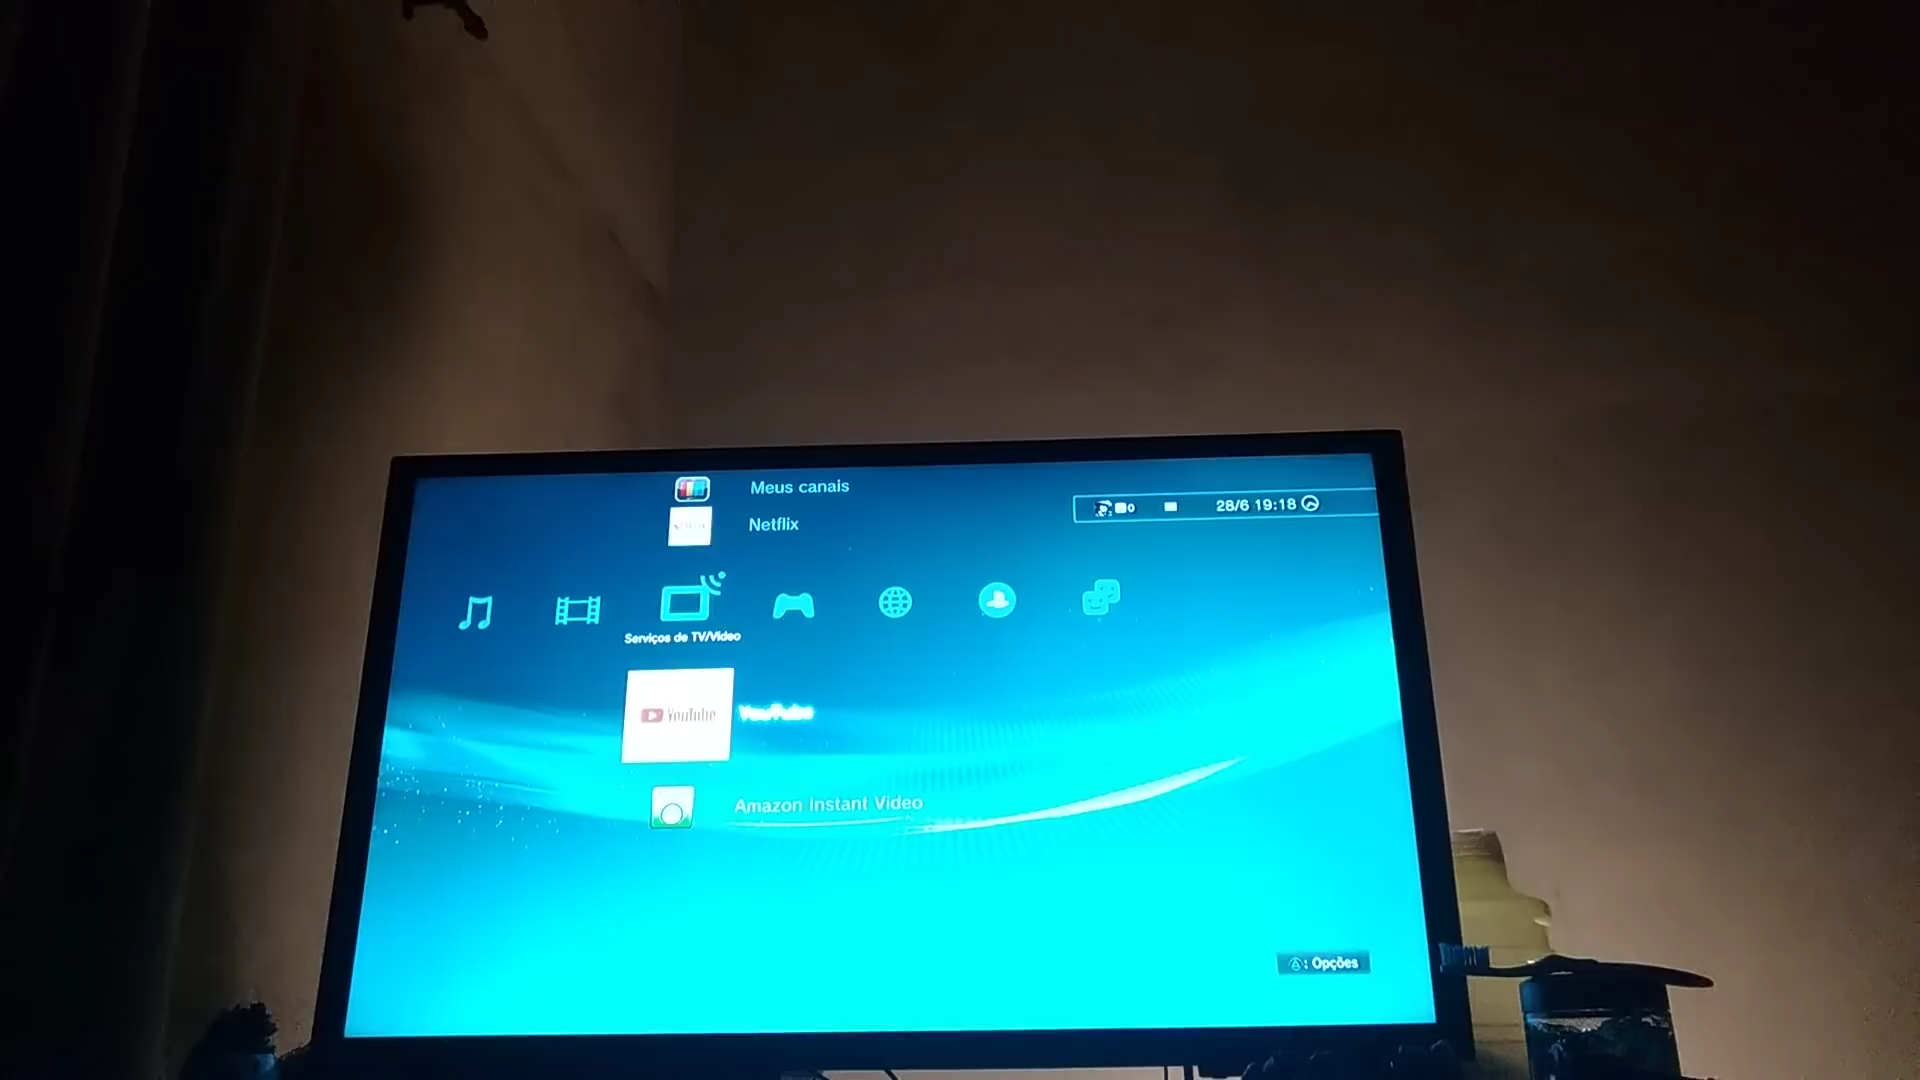 Meus canais
Netflix
28/6 19:18
Serviços de TV/Vídeo
YouTube
YouTube
Amazon Instant Video
: Opções